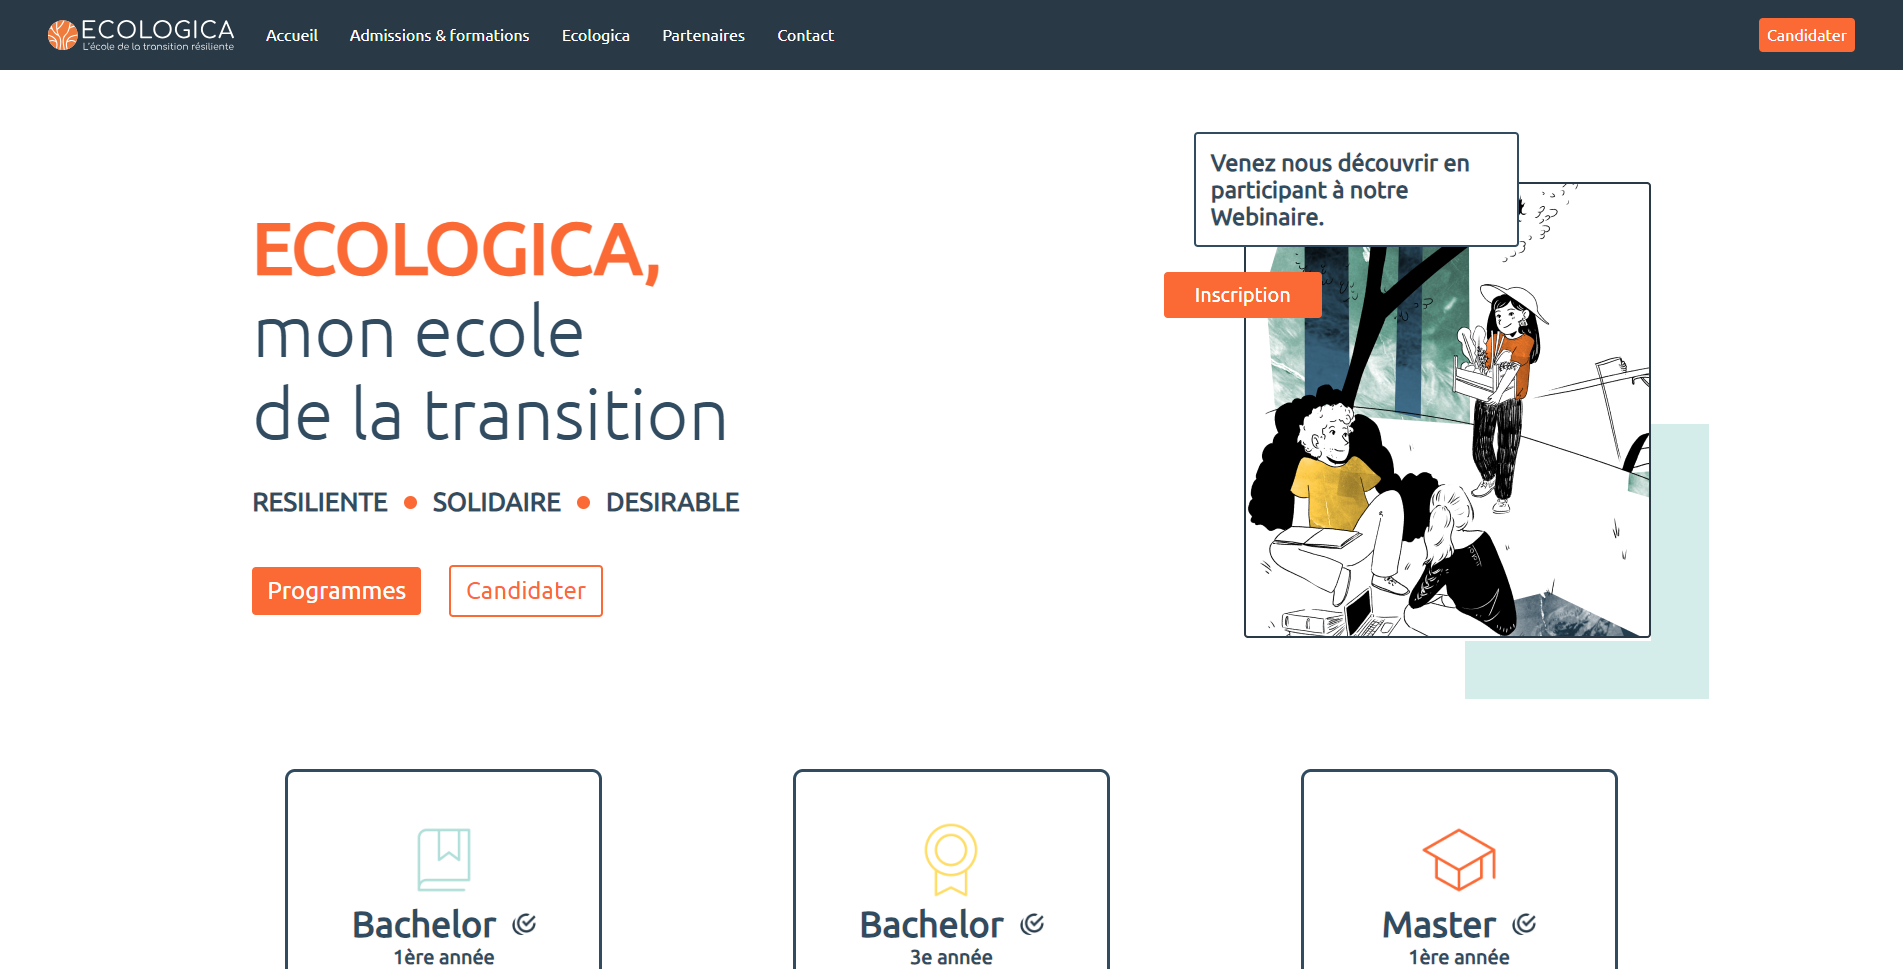 ECOLOGICA
L'école de la transition résiliente
Accueil
Admissions & formations
Ecologica
Partenaires
Contact
Candidater
Venez nous découvrir en
participant à notre
Webinaire.
Inscription
ECOLOGICA,
mon ecole
de la transition
RESILIENTE • SOLIDAIRE • DESIRABLE
Programmes
Candidater
Bachelor
1ère année
Bachelor
3e année
Master
1ère année